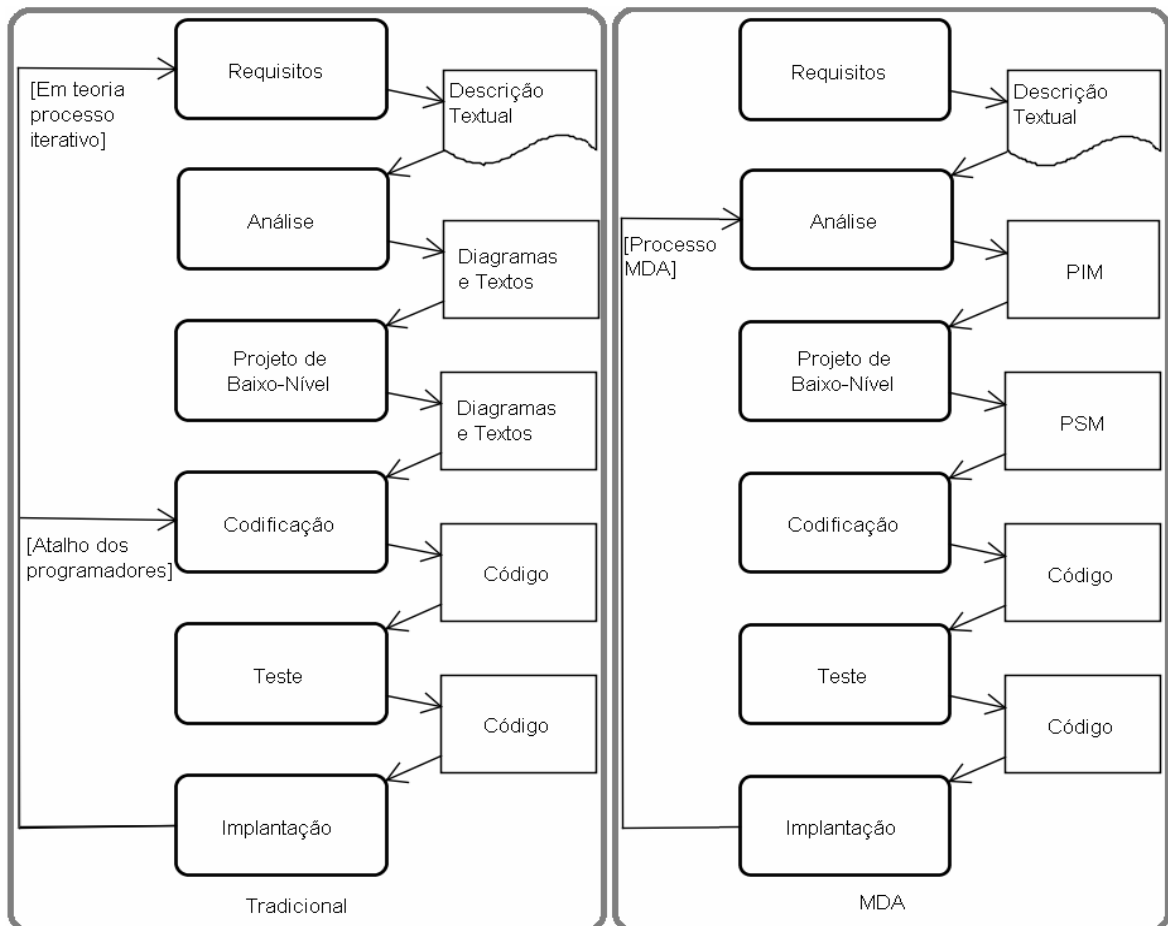 Requisitos
[Em teoria
processo
iterativo]
Descrição
Textual
Análise
Diagramas
e Textos
Projeto de
Baixo-Nível
Diagramas
e Textos
Codificação
[Atalho dos
programadores]
Código
Teste
Código
Implantação
Tradicional
Requisitos
Descrição
Textual
Análise
[Processo
MDA]
PIM
Projeto de
Baixo-Nível
PSM
Codificação
Código
Teste
Código
Implantação
MDA